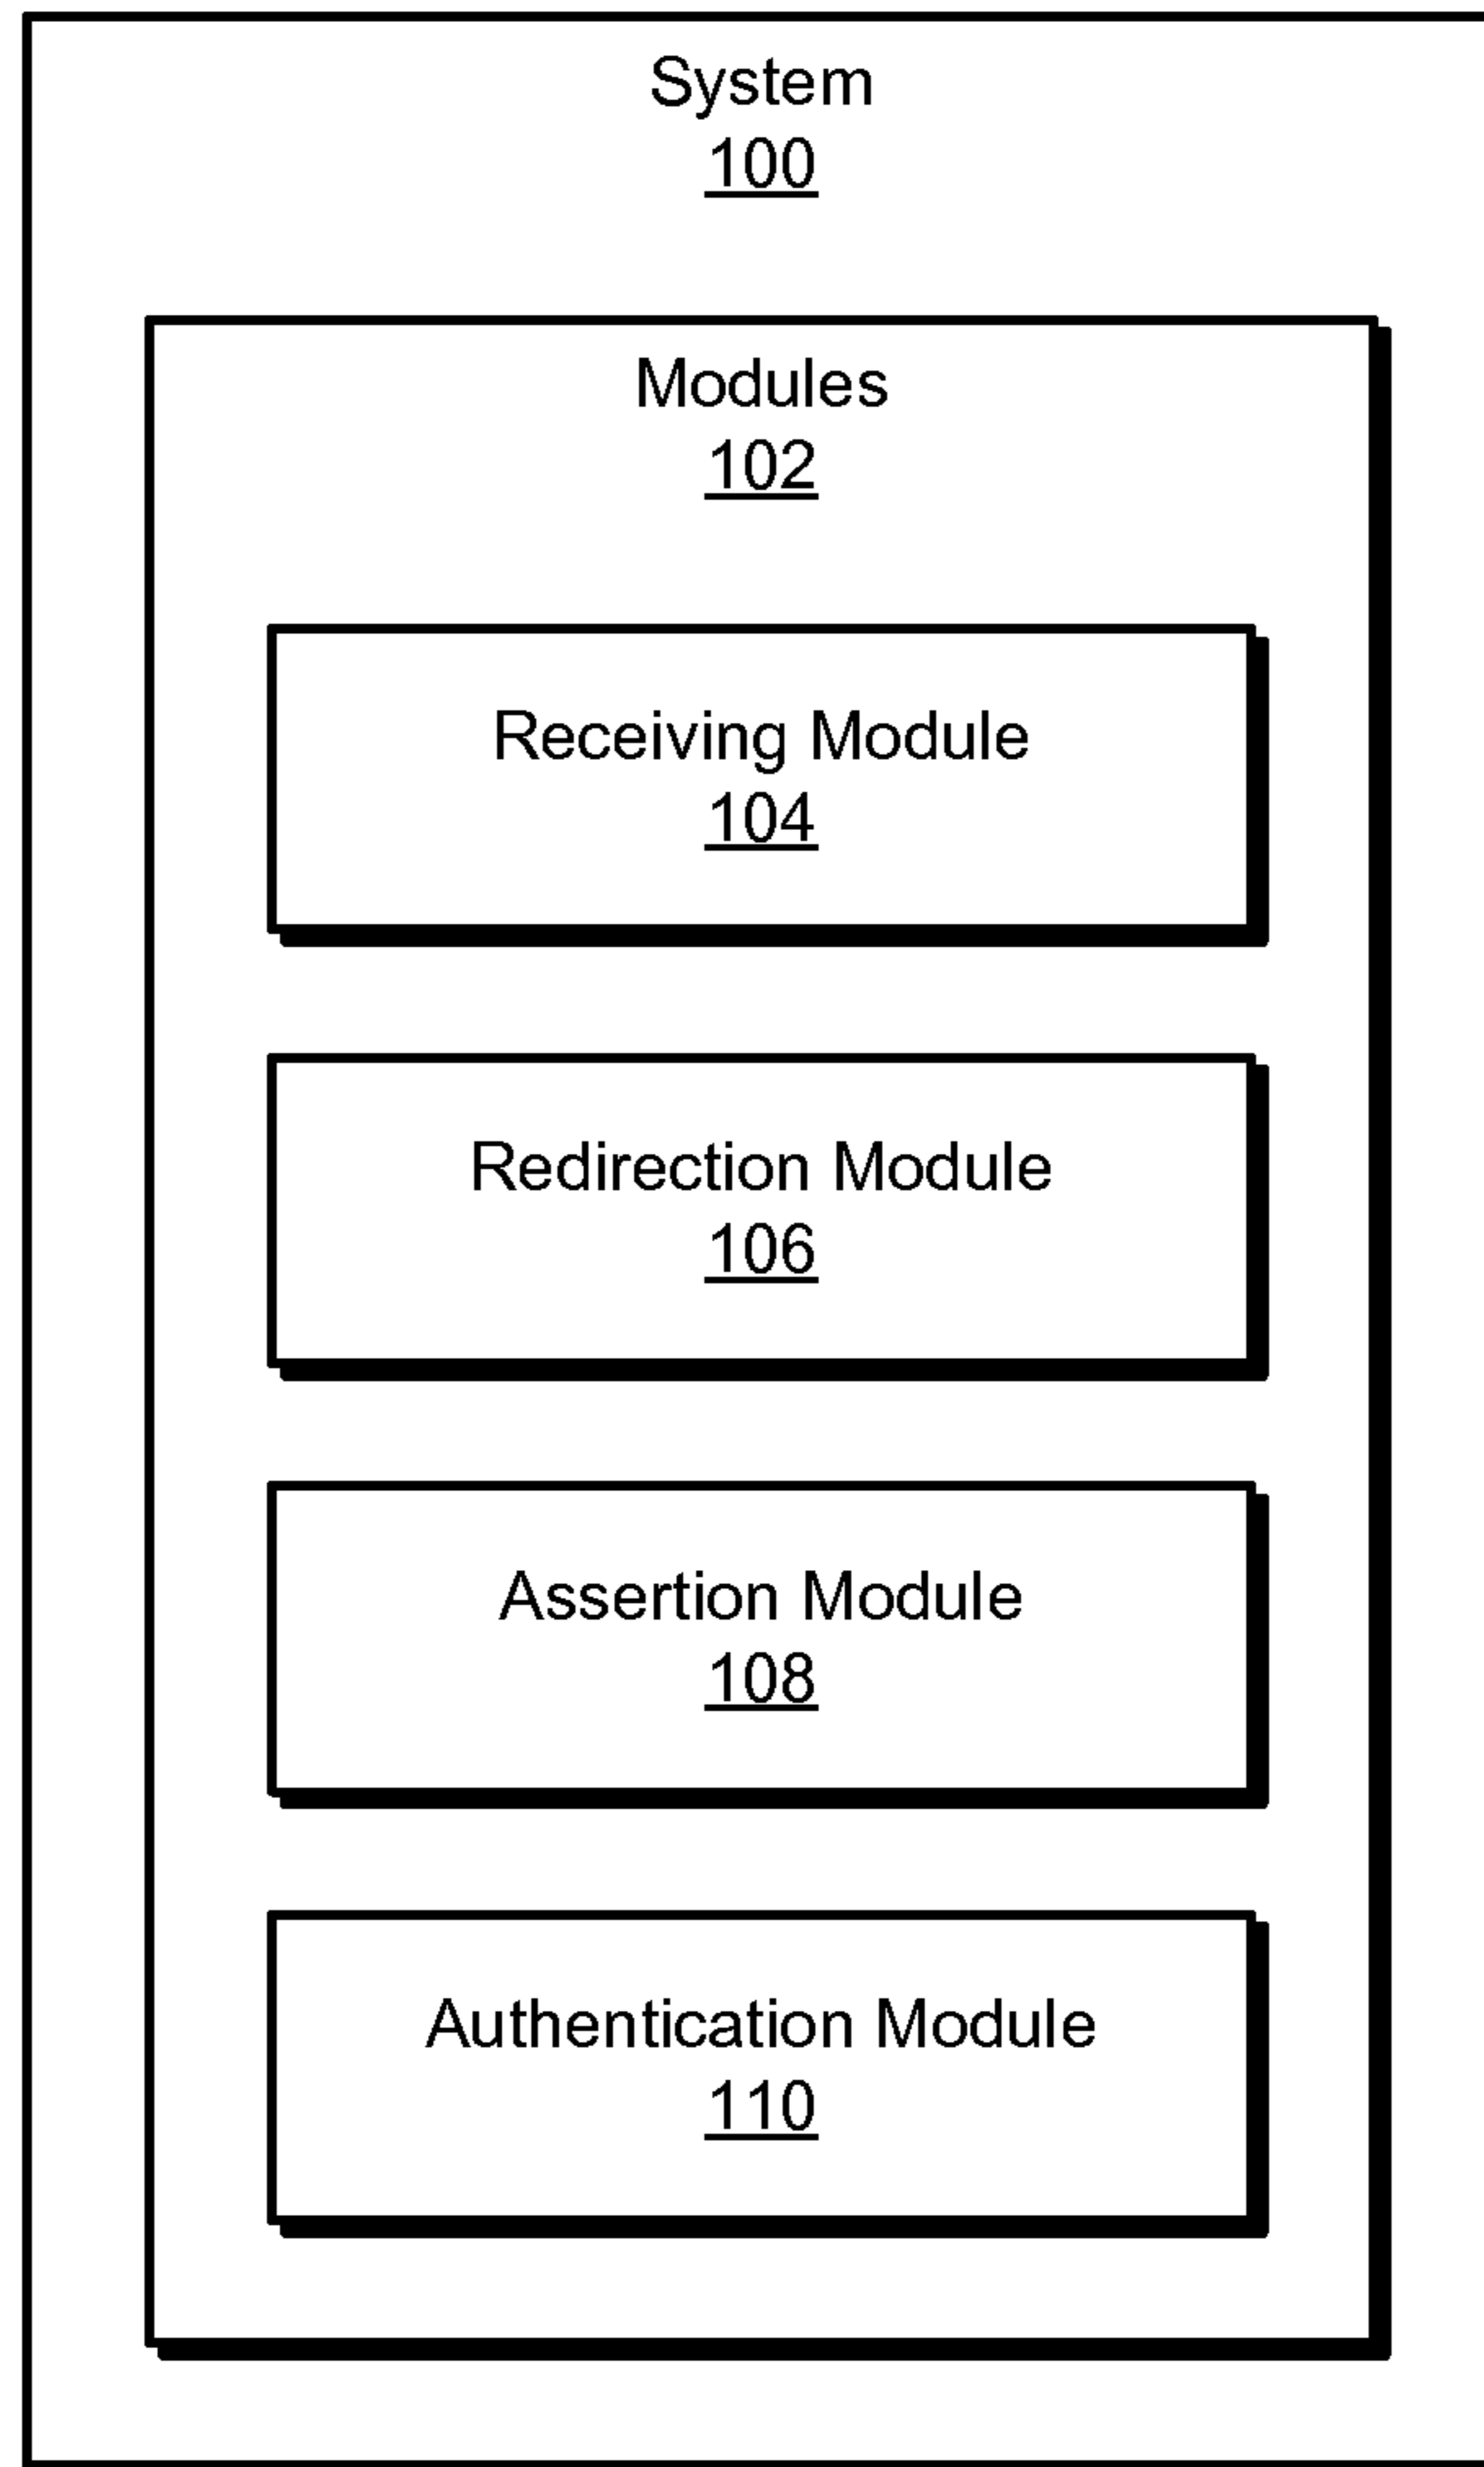 System
100
Modules
102
Receiving Module
104
Redirection Module
106
Assertion Module
108
Authentication Module
110